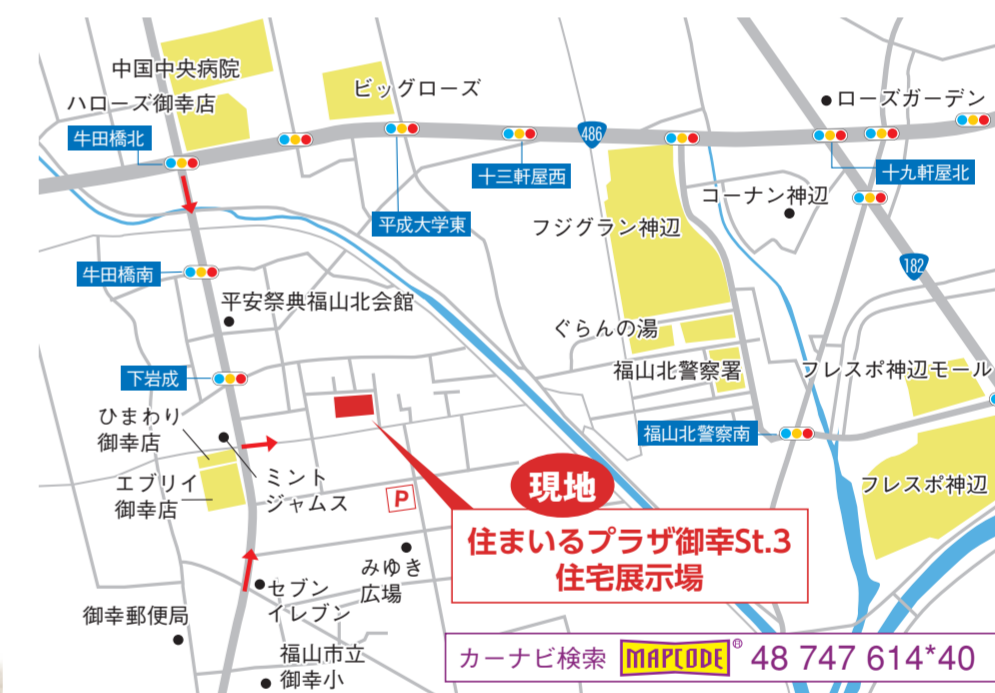 中国中央病院
ハローズ御幸店
ビッグローズ
ローズガーデン
牛田橋北
486
十三軒屋西
十九軒屋北
平成大学東
コーナン神辺
フジグラン神辺
182
牛田橋南
平安祭典福山北会館
ぐらんの湯
福山北警察署
フレスポ神辺モール
下岩成
ひまわり
御幸店
福山北警察南
エブリイ
御幸店
ミント
ジャムス
P
現地
フレスポ神辺
住まいるプラザ御幸St.3
住宅展示場
みゆき
広場
セブン
イレブン
御幸郵便局
福山市立
御幸小
カーナビ検索 MAPCODE® 48 747 614*40